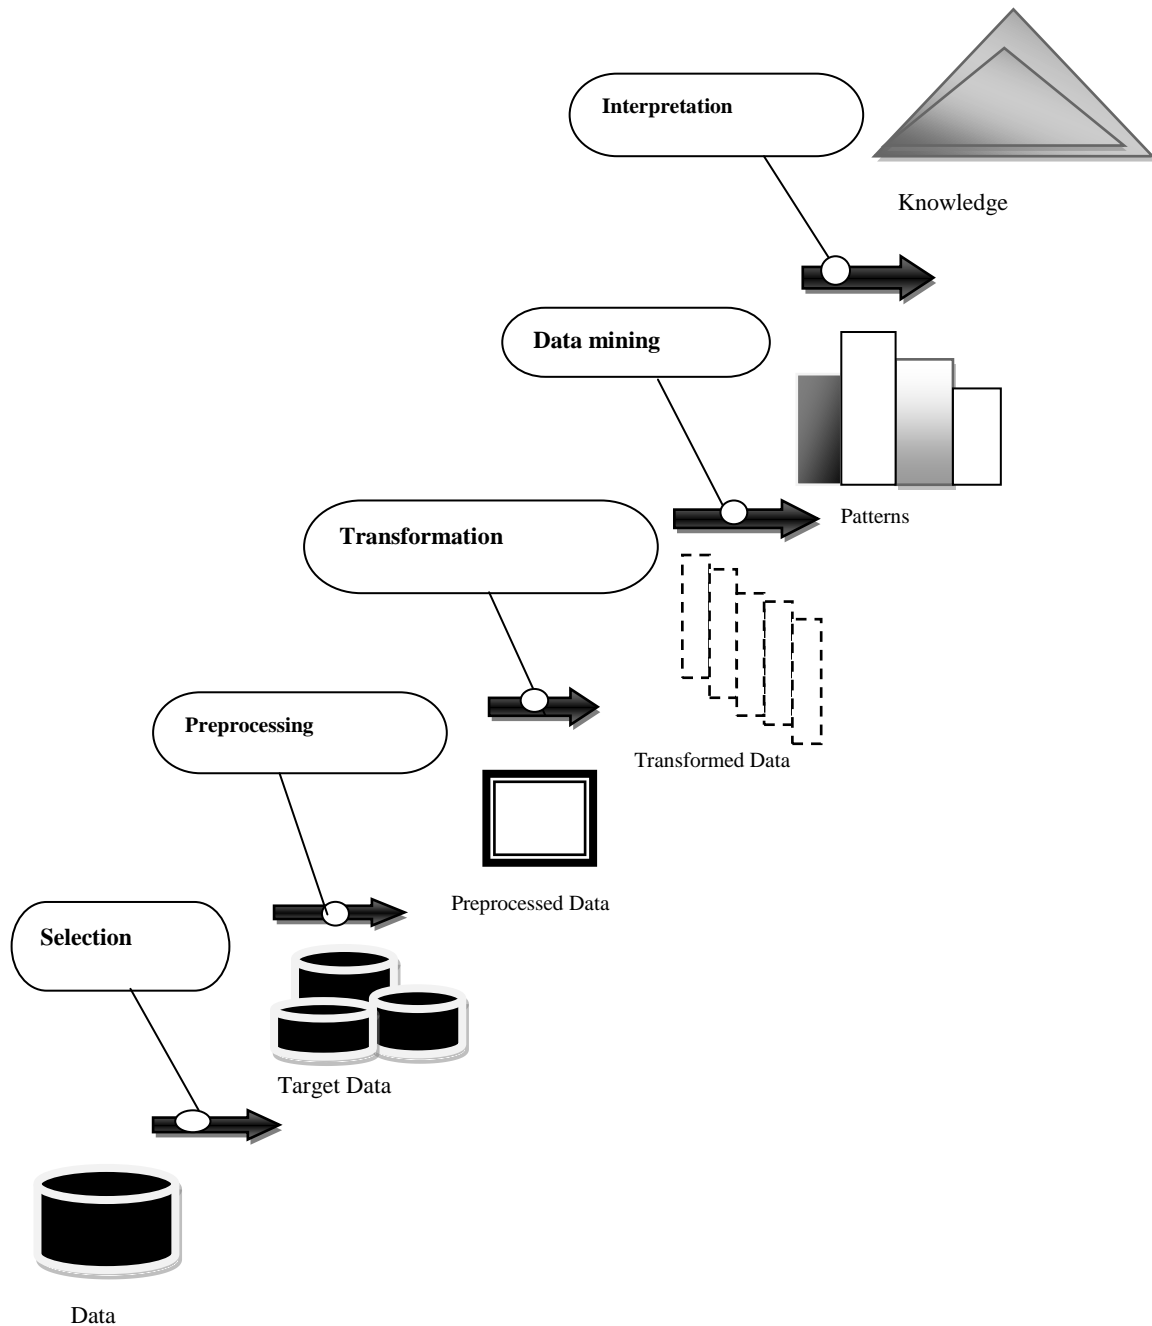 Interpretation
Knowledge
Data mining
Patterns
Transformation
Preprocessing
Transformed Data
Preprocessed Data
Selection
Target Data
Data